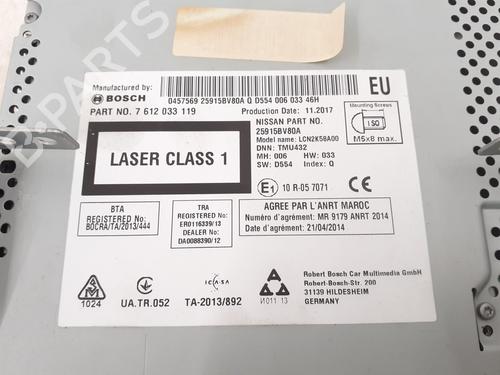 Manufactured by:
BOSCH
0457569 25915BV80A Q D554 006 033 46H
EU
PART NO. 7 612 033 119
Production Date: 11.2017
NISSAN PART NO.
25915BV80A
Model name: LCN2K58A00
DNN: TMU432
MH: 006 HW: 033
SW: D554 Index: Q
Mounting Screws
ISO
M5x8 max.
LASER CLASS 1
E1 10 R-05 7071
BTA
REGISTERED No:
BOCRA/TA/2013/444
TRA
REGISTERED No:
ER0116339/13
DEALER No:
DA0088390/12
AGREE PAR L'ANRT MAROC
Numéro d'agrément: MR 9179 ANRT 2014
Date d'agrément: 21/04/2014
1024
UA.TR.052
ICASA
TA-2013/892
И011 13
Robert Bosch Car Multimedia GmbH
Robert-Bosch-Str. 200
31139 HILDESHEIM
GERMANY
B-PARTS